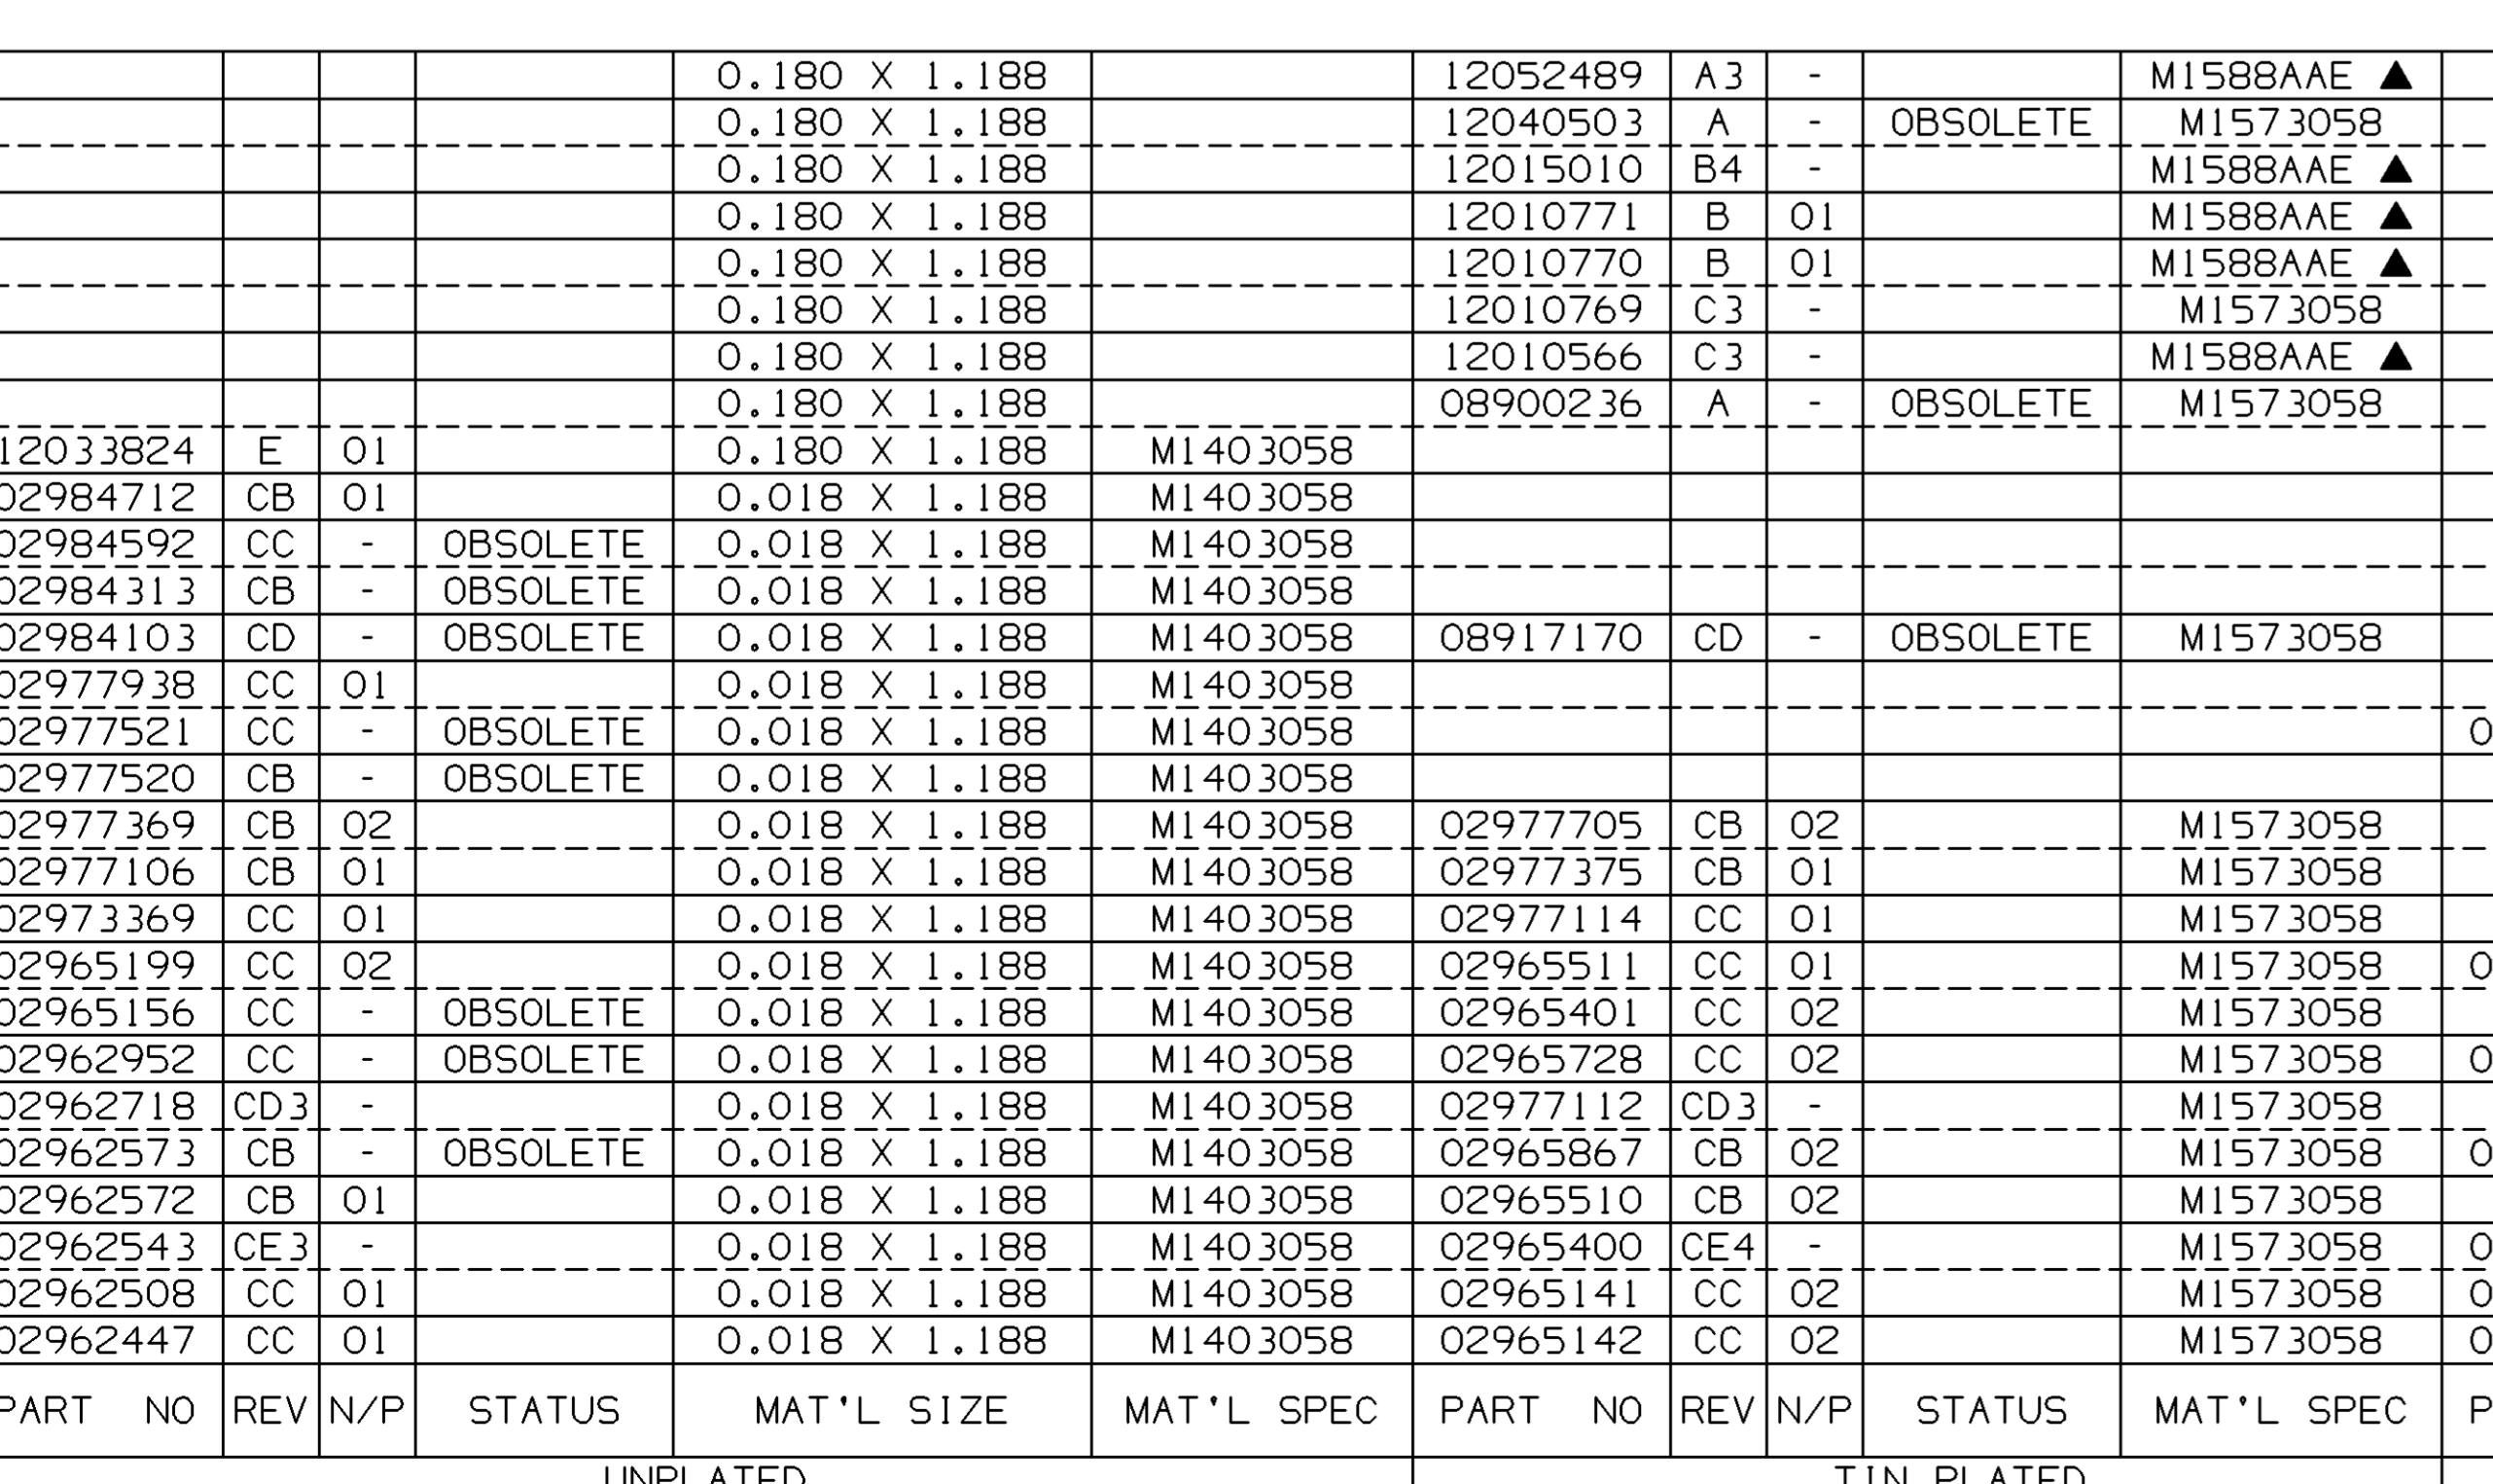 0.180 X 1.188 12052489 A3 - M1588AAE ▲
0.180 X 1.188 12040503 A - OBSOLETE M1573058
0.180 X 1.188 12015010 B4 - M1588AAE ▲
0.180 X 1.188 12010771 B 01 M1588AAE ▲
0.180 X 1.188 12010770 B 01 M1588AAE ▲
0.180 X 1.188 12010769 C3 - M1573058
0.180 X 1.188 12010566 C3 - M1588AAE ▲
0.180 X 1.188 08900236 A - OBSOLETE M1573058
12033824 E 01 0.180 X 1.188 M1403058
02984712 CB 01 0.018 X 1.188 M1403058
02984592 CC - OBSOLETE 0.018 X 1.188 M1403058
02984313 CB - OBSOLETE 0.018 X 1.188 M1403058
02984103 CD - OBSOLETE 0.018 X 1.188 M1403058 08917170 CD - OBSOLETE M1573058
02977938 CC 01 0.018 X 1.188 M1403058
02977521 CC - OBSOLETE 0.018 X 1.188 M1403058 0
02977520 CB - OBSOLETE 0.018 X 1.188 M1403058
02977369 CB 02 0.018 X 1.188 M1403058 02977705 CB 02 M1573058
02977106 CB 01 0.018 X 1.188 M1403058 02977375 CB 01 M1573058
02973369 CC 01 0.018 X 1.188 M1403058 02977114 CC 01 M1573058
02965199 CC 02 0.018 X 1.188 M1403058 02965511 CC 01 M1573058 0
02965156 CC - OBSOLETE 0.018 X 1.188 M1403058 02965401 CC 02 M1573058
02962952 CC - OBSOLETE 0.018 X 1.188 M1403058 02965728 CC 02 M1573058 0
02962718 CD3 - 0.018 X 1.188 M1403058 02977112 CD3 - M1573058
02962573 CB - OBSOLETE 0.018 X 1.188 M1403058 02965867 CB 02 M1573058 0
02962572 CB 01 0.018 X 1.188 M1403058 02965510 CB 02 M1573058
02962543 CE3 - 0.018 X 1.188 M1403058 02965400 CE4 - M1573058 0
02962508 CC 01 0.018 X 1.188 M1403058 02965141 CC 02 M1573058 0
02962447 CC 01 0.018 X 1.188 M1403058 02965142 CC 02 M1573058 0
PART NO REV N/P STATUS MAT'L SIZE MAT'L SPEC PART NO REV N/P STATUS MAT'L SPEC P
UNPLATED TIN PLATED